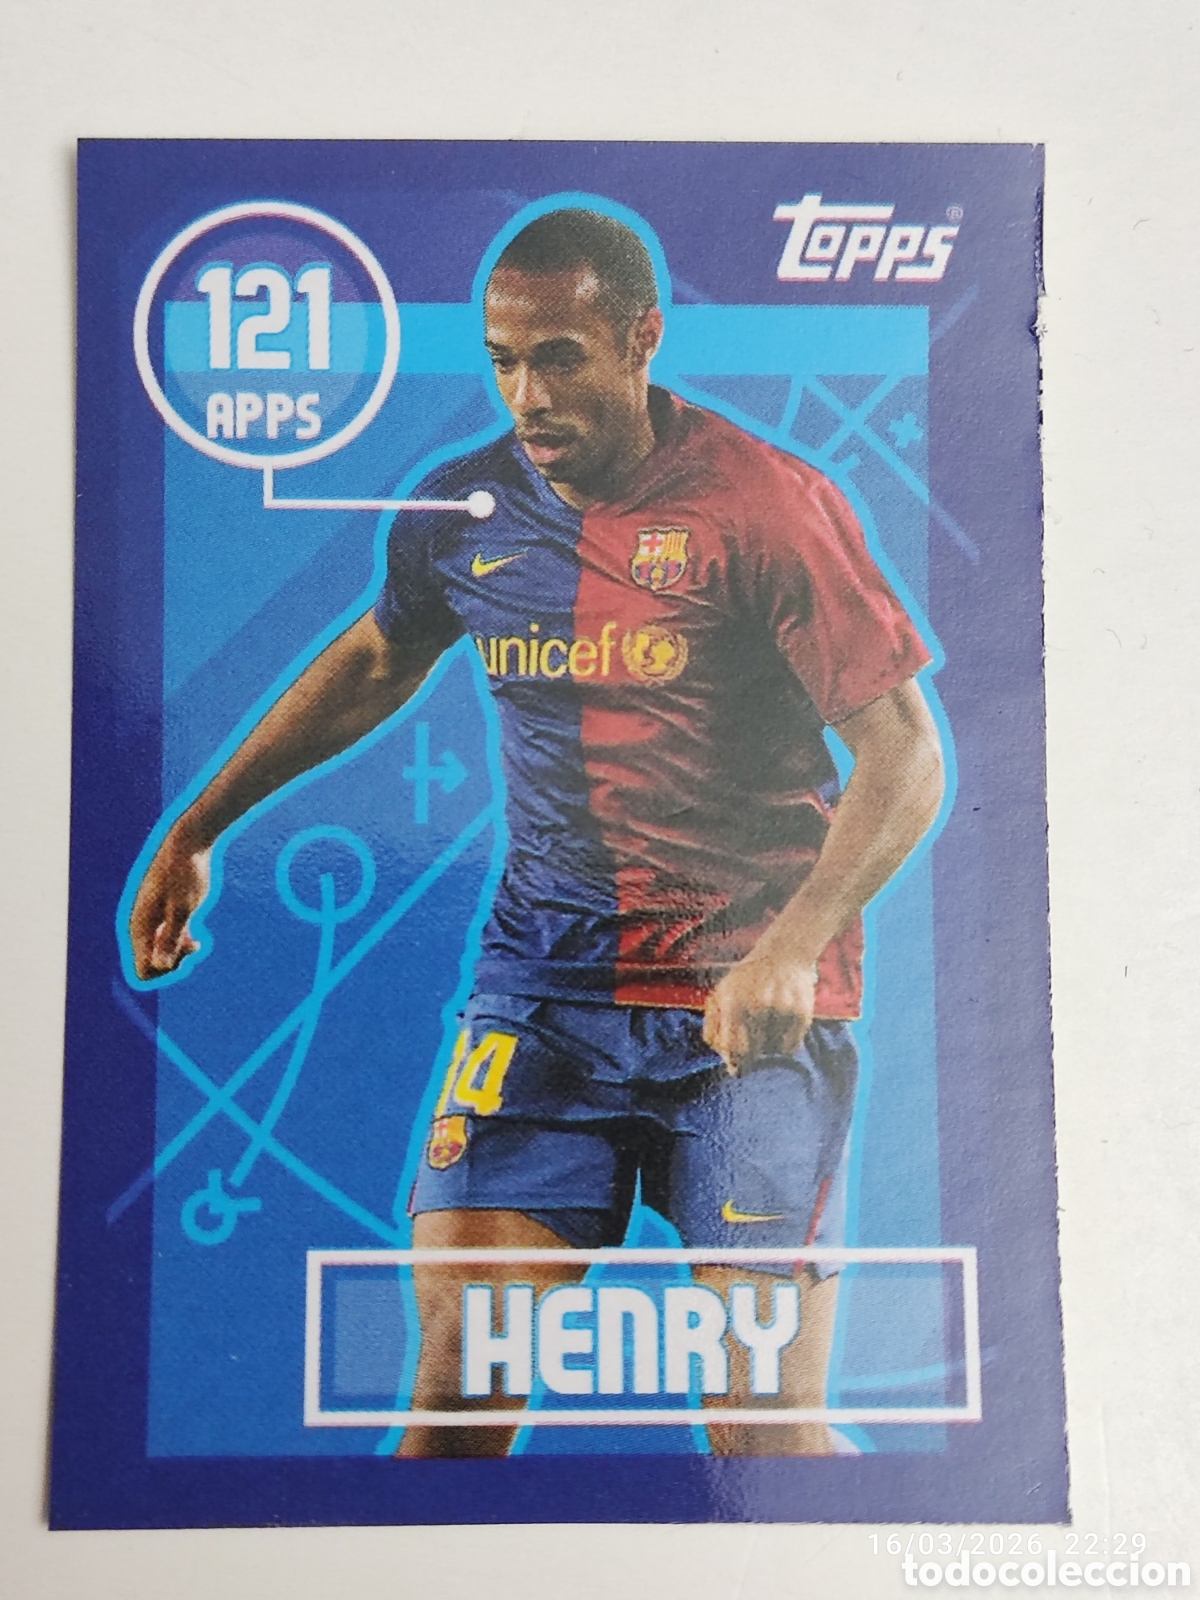 topps®
121
APPS
unicef
14
HENRY
16/03/2026 22:29
todocoleccion